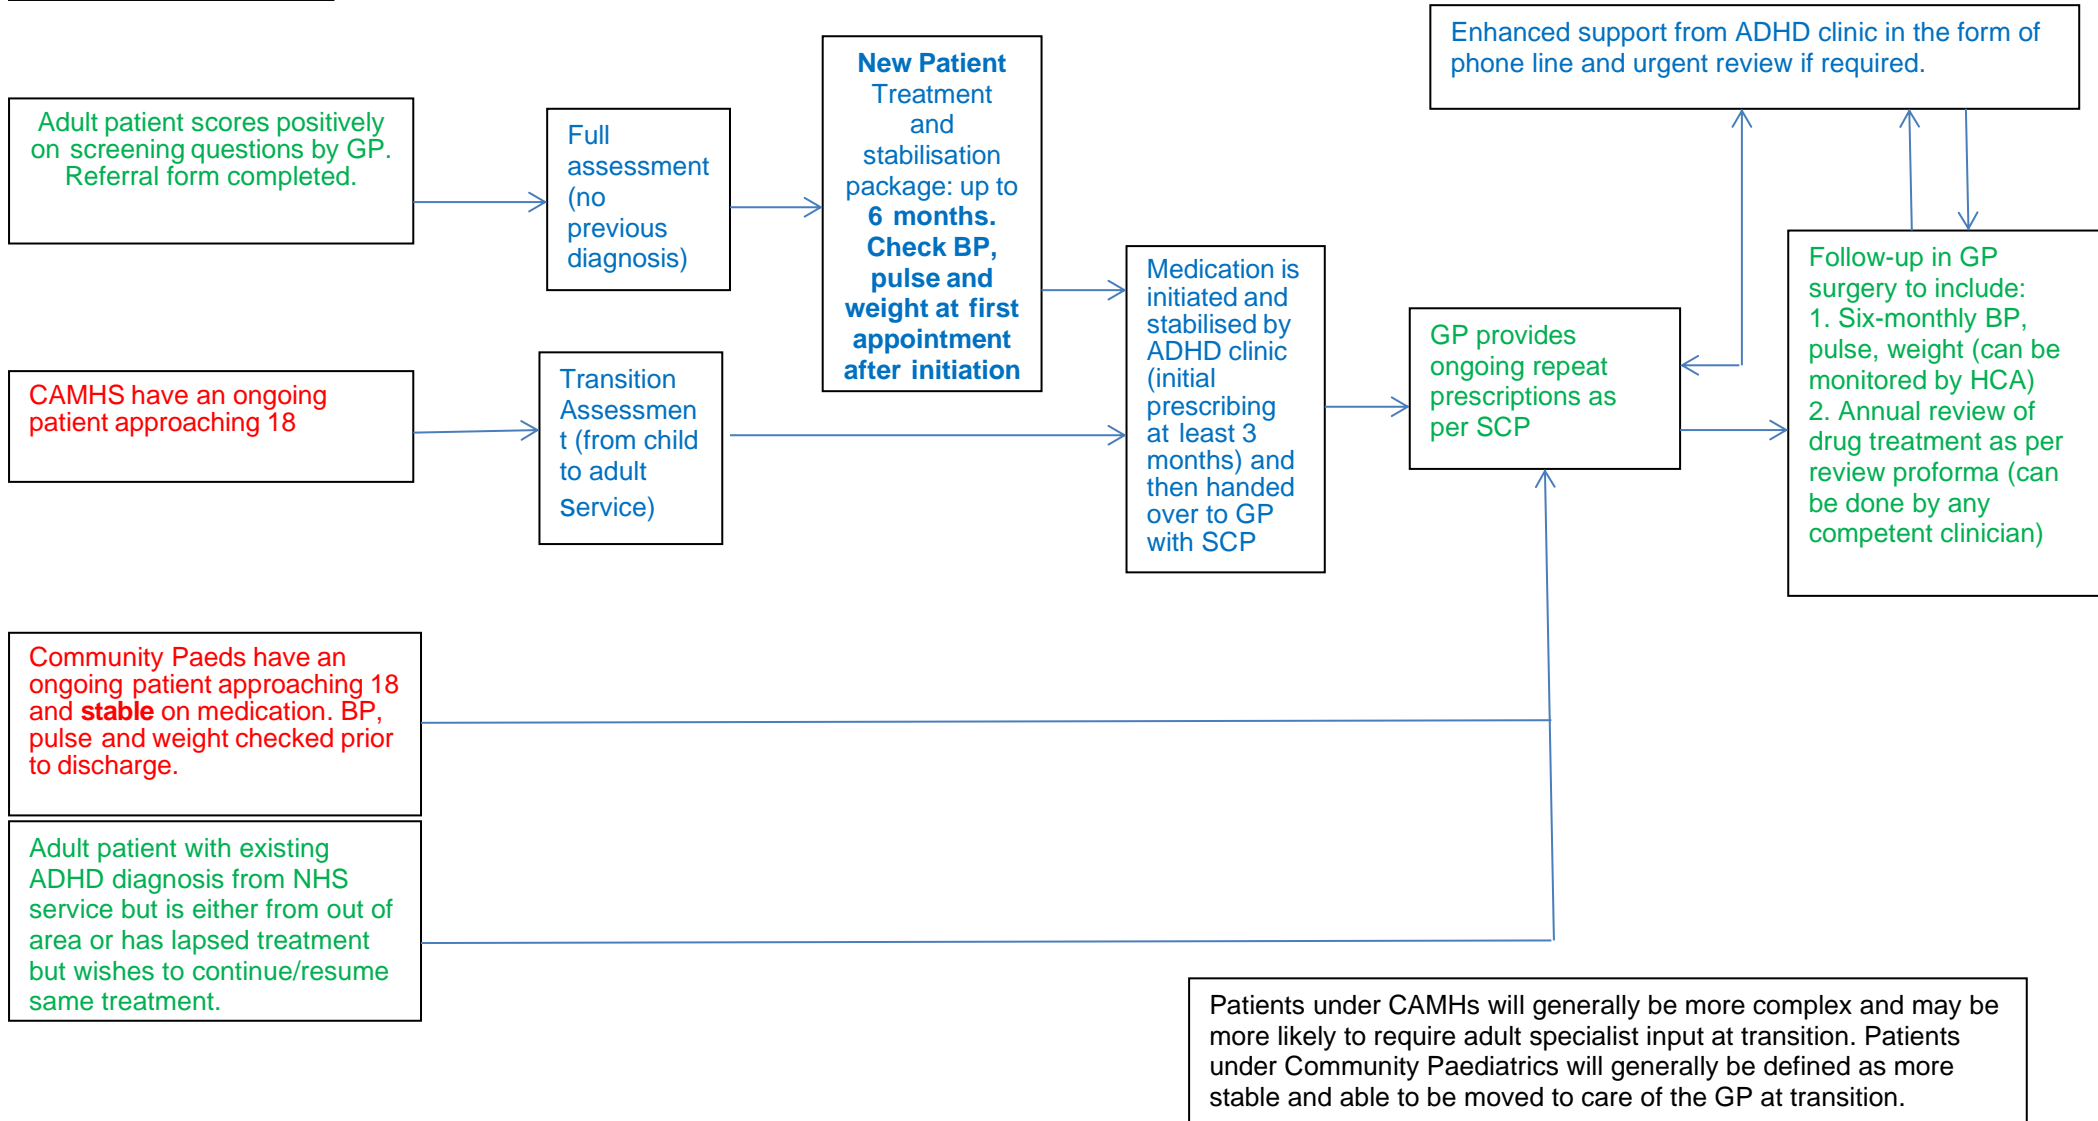 Adult patient scores positively
on screening questions by GP.
Referral form completed.
Full
assessment
(no
previous
diagnosis)
New Patient
Treatment
and
stabilisation
package: up to
6 months.
Check BP,
pulse and
weight at first
appointment
after initiation
Enhanced support from ADHD clinic in the form of
phone line and urgent review if required.
CAMHS have an ongoing
patient approaching 18
Transition
Assessmen
t (from child
to adult
service)
Medication is
initiated and
stabilised by
ADHD clinic
(initial
prescribing
at least 3
months) and
then handed
over to GP
with SCP
GP provides
ongoing repeat
prescriptions as
per SCP
Follow-up in GP
surgery to include:
1. Six-monthly BP,
pulse, weight (can be
monitored by HCA)
2. Annual review of
drug treatment as per
review proforma (can
be done by any
competent clinician)
Community Paeds have an
ongoing patient approaching 18
and stable on medication. BP,
pulse and weight checked prior
to discharge.
Adult patient with existing
ADHD diagnosis from NHS
service but is either from out of
area or has lapsed treatment
but wishes to continue/resume
same treatment.
Patients under CAMHs will generally be more complex and may be
more likely to require adult specialist input at transition. Patients
under Community Paediatrics will generally be defined as more
stable and able to be moved to care of the GP at transition.